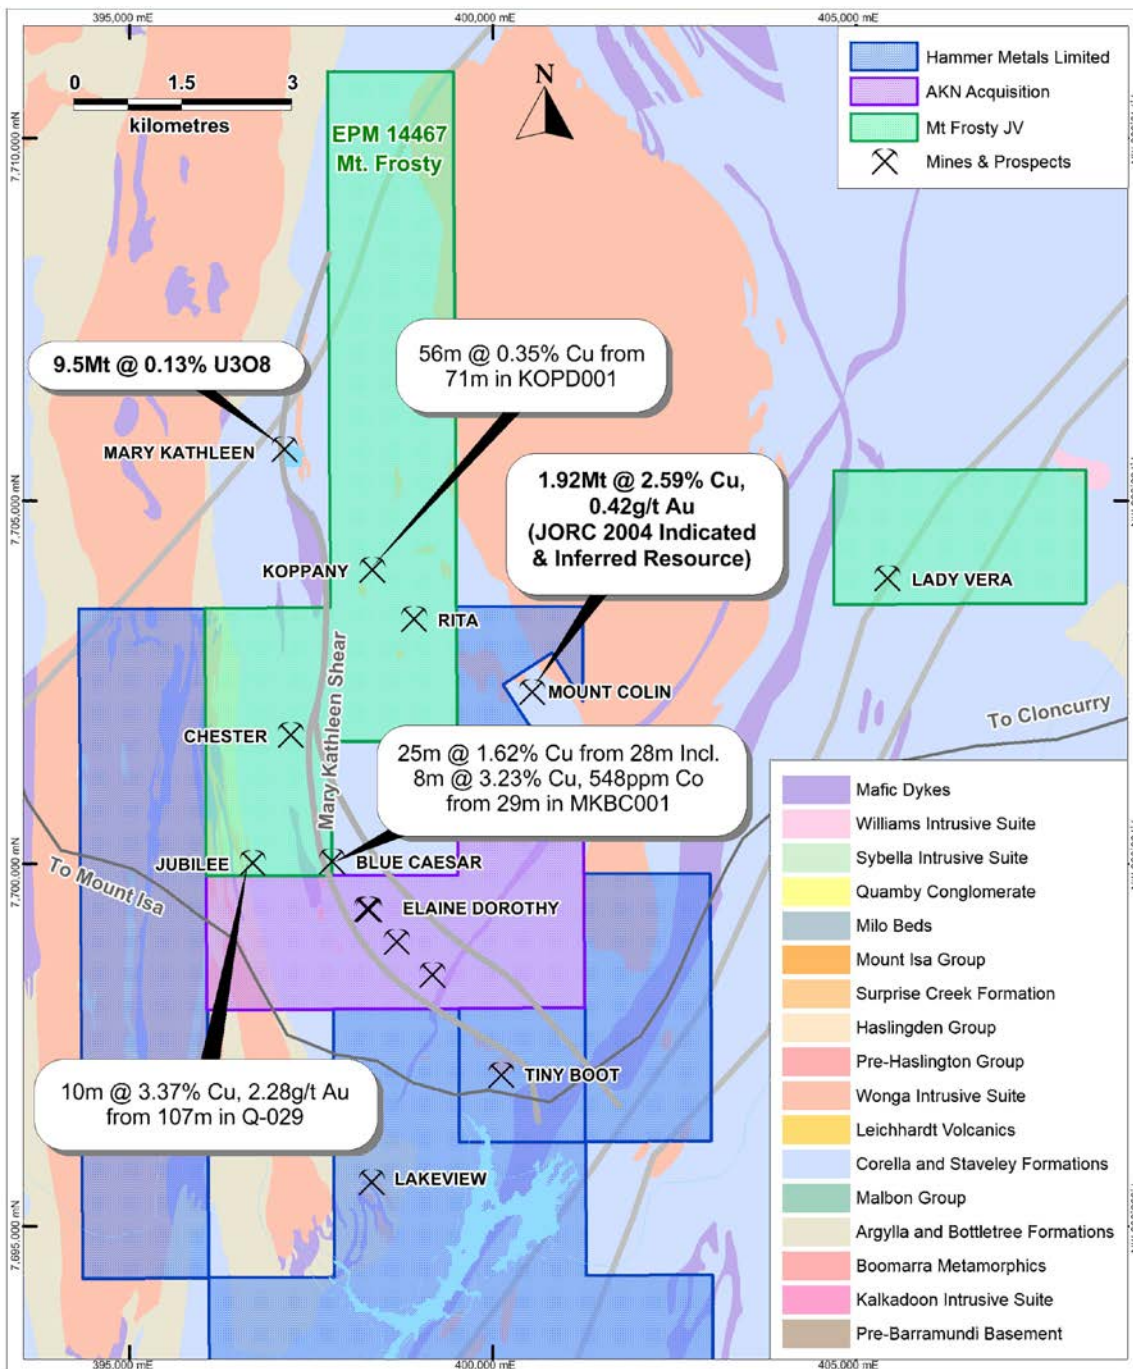 395,000 mE
400,000 mE
405,000 mE
0 1.5 3
kilometres
N
Hammer Metals Limited
AKN Acquisition
Mt Frosty JV
Mines & Prospects
7,710,000 mN
EPM 14467
Mt. Frosty
9.5Mt @ 0.13% U3O8
56m @ 0.35% Cu from
71m in KOPD001
MARY KATHLEEN
1.92Mt @ 2.59% Cu,
0.42g/t Au
(JORC 2004 Indicated
& Inferred Resource)
7,705,000 mN
KOPPANY
LADY VERA
RITA
Mary Kathleen Shear
MOUNT COLIN
To Cloncurry
CHESTER
25m @ 1.62% Cu from 28m Incl.
8m @ 3.23% Cu, 548ppm Co
from 29m in MKBC001
7,700,000 mN
JUBILEE
BLUE CAESAR
To Mount Isa
ELAINE DOROTHY
TINY BOOT
10m @ 3.37% Cu, 2.28g/t Au
from 107m in Q-029
LAKEVIEW
7,695,000 mN
Mafic Dykes
Williams Intrusive Suite
Sybella Intrusive Suite
Quamby Conglomerate
Milo Beds
Mount Isa Group
Surprise Creek Formation
Haslingden Group
Pre-Haslington Group
Wonga Intrusive Suite
Leichhardt Volcanics
Corella and Staveley Formations
Malbon Group
Argylla and Bottletree Formations
Boomarra Metamorphics
Kalkadoon Intrusive Suite
Pre-Barramundi Basement
395,000 mE
400,000 mE
405,000 mE